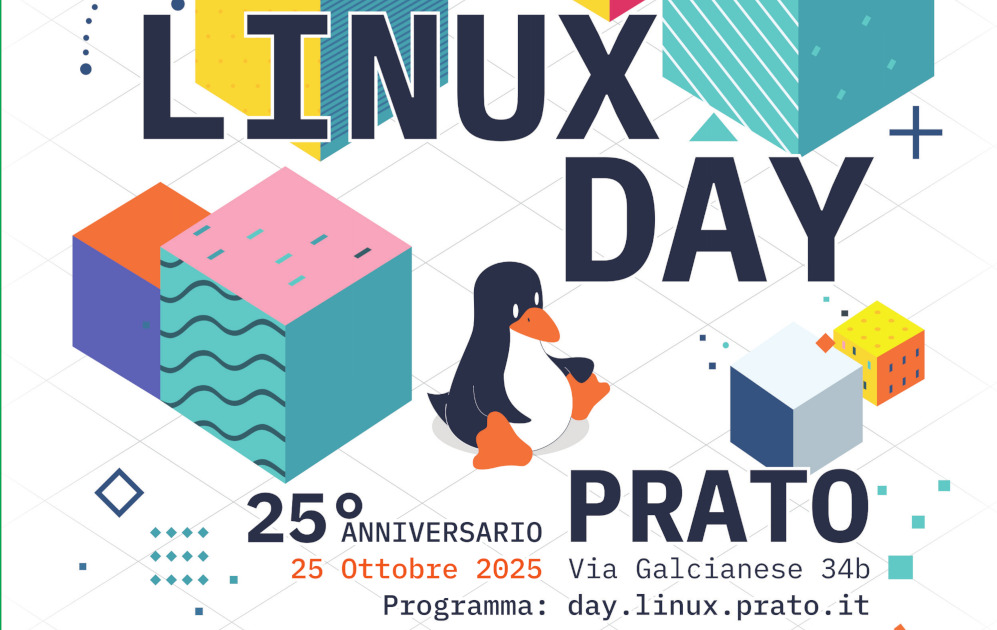 LINUX
DAY
PRATO
25° ANNIVERSARIO
25 Ottobre 2025
Via Galcianese 34b
Programma: day.linux.prato.it